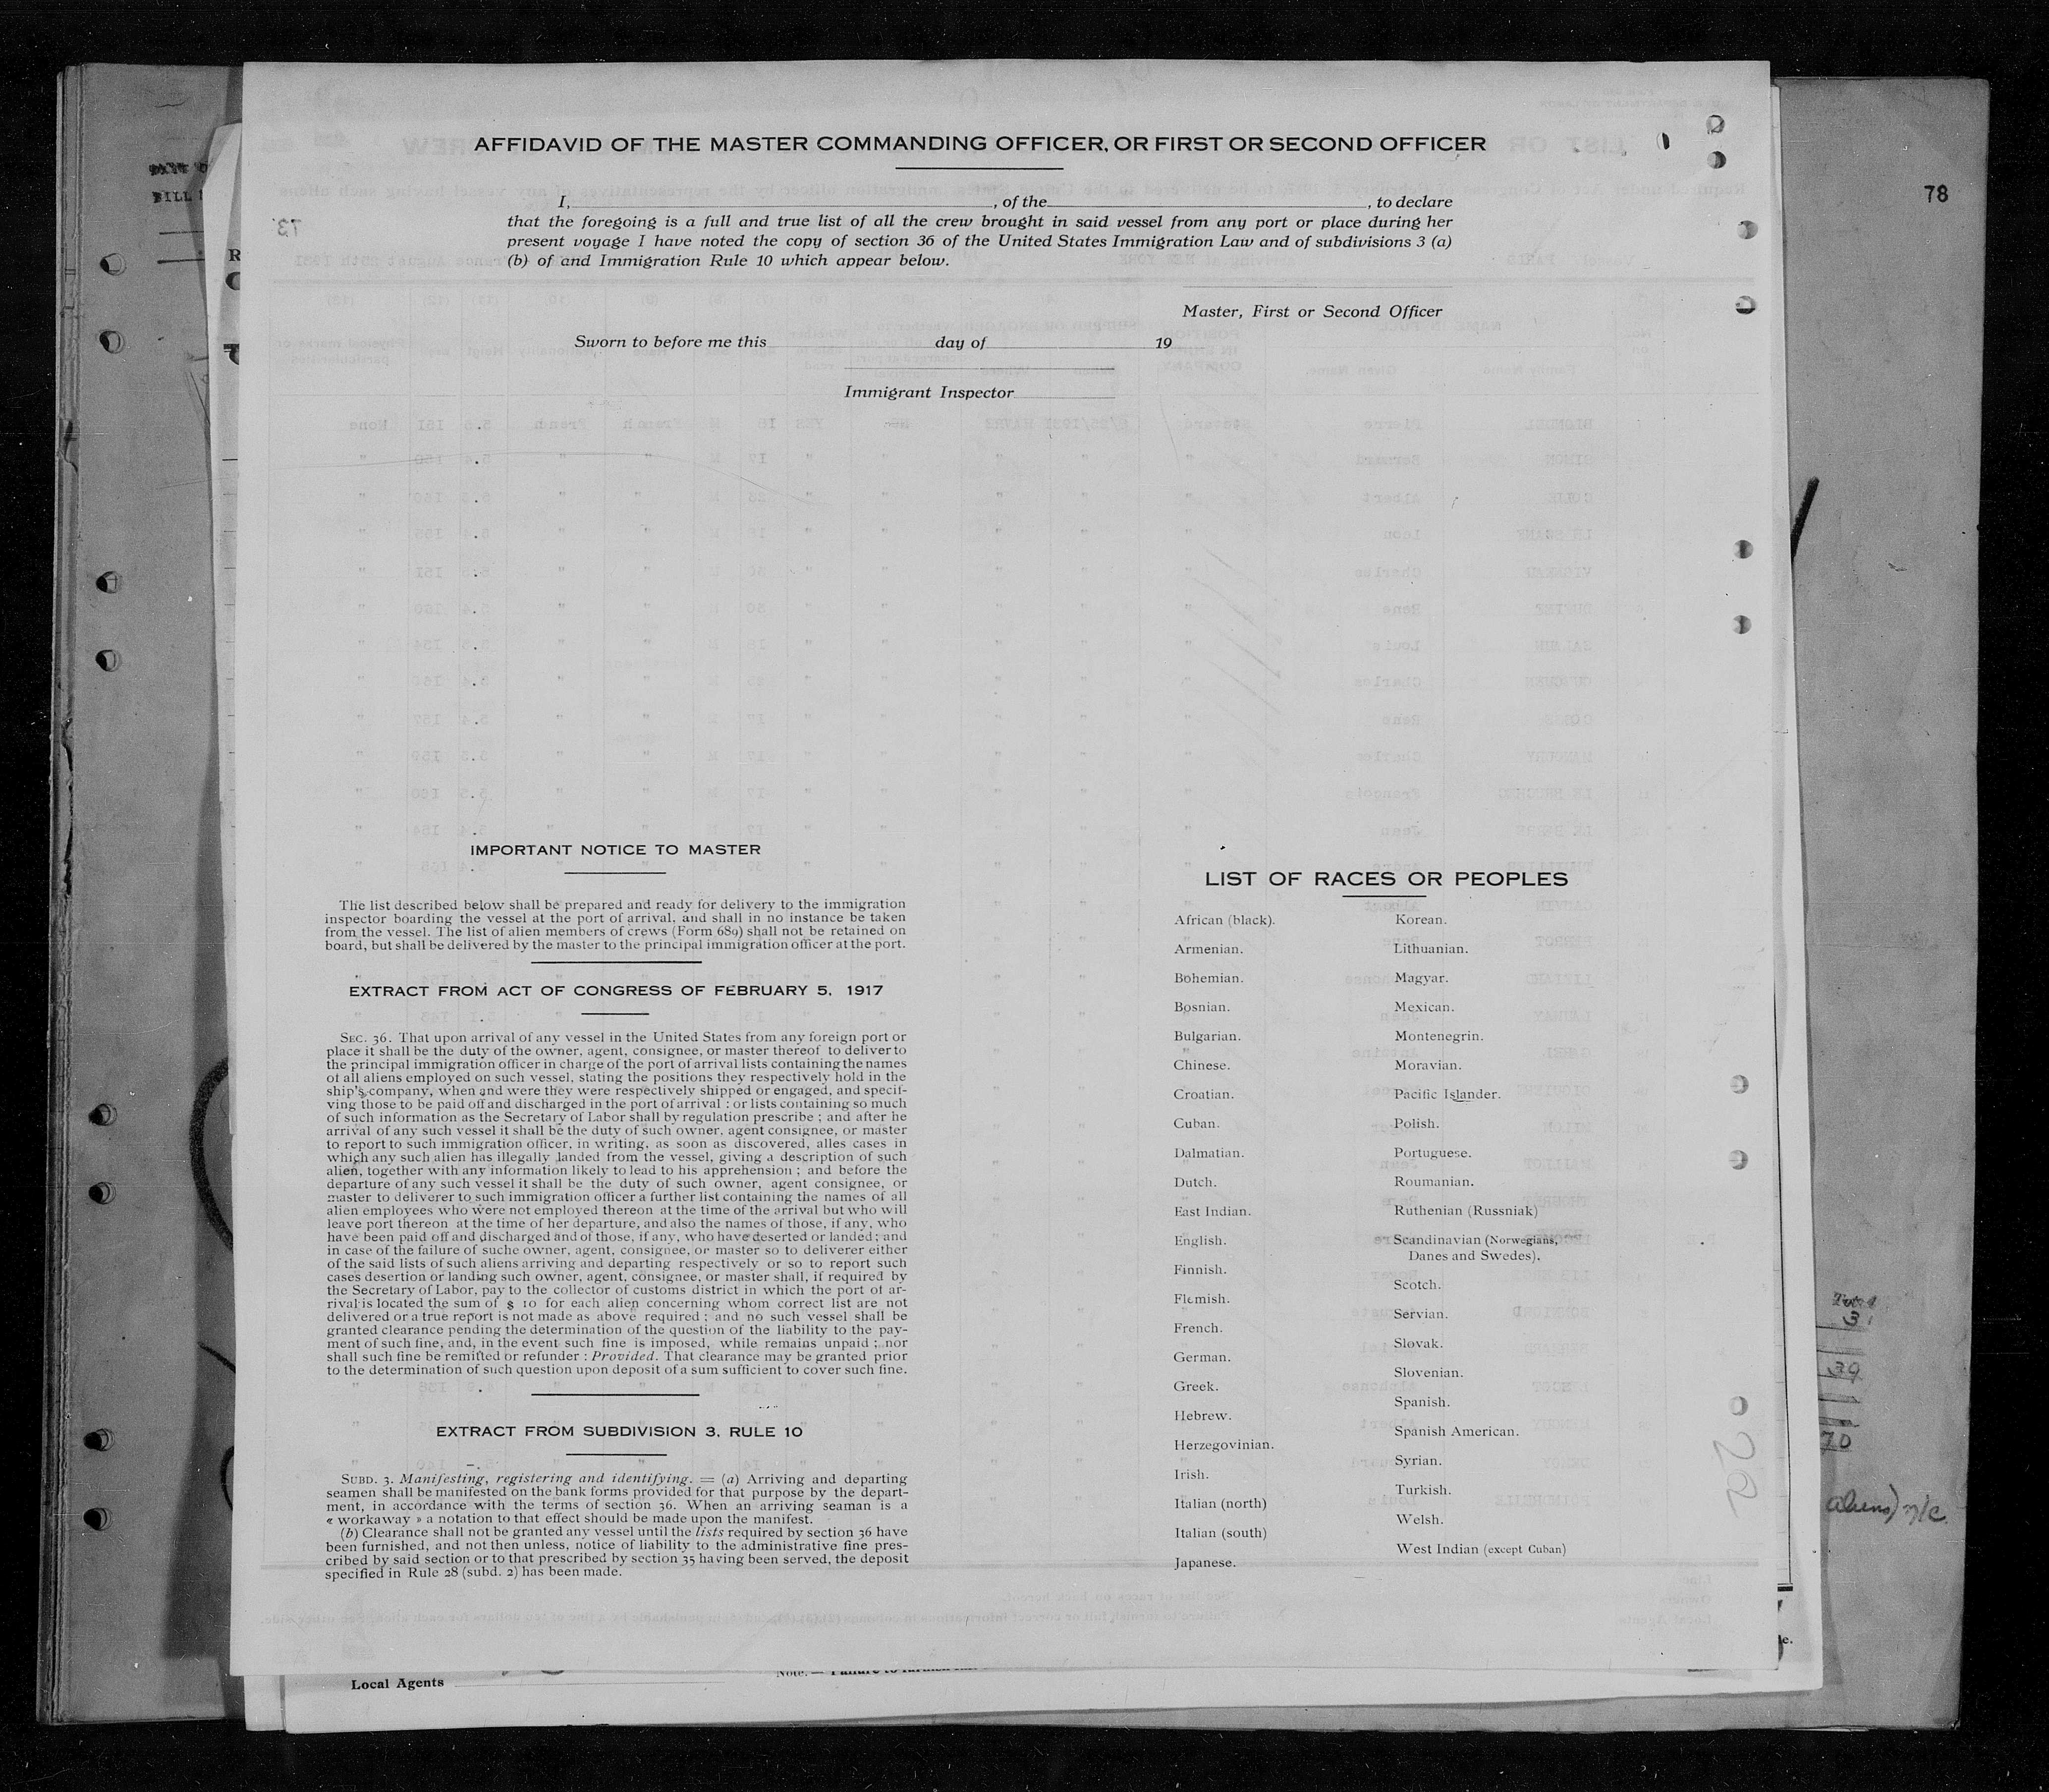 AFFIDAVID OF THE MASTER COMMANDING OFFICER, OR FIRST OR SECOND OFFICER
78
I, , of the , to declare
that the foregoing is a full and true list of all the crew brought in said vessel from any port or place during her
present voyage I have noted the copy of section 36 of the United States Immigration Law and of subdivisions 3 (a)
(b) of and Immigration Rule 10 which appear below.
Master, First or Second Officer
Sworn to before me this day of 19
Immigrant Inspector
IMPORTANT NOTICE TO MASTER
The list described below shall be prepared and ready for delivery to the immigration
inspector boarding the vessel at the port of arrival, and shall in no instance be taken
from the vessel. The list of alien members of crews (Form 689) shall not be retained on
board, but shall be delivered by the master to the principal immigration officer at the port.
EXTRACT FROM ACT OF CONGRESS OF FEBRUARY 5, 1917
SEC. 36. That upon arrival of any vessel in the United States from any foreign port or
place it shall be the duty of the owner, agent, consignee, or master thereof to deliver to
the principal immigration officer in charge of the port of arrival lists containing the names
of all aliens employed on such vessel, stating the positions they respectively hold in the
ship's company, when and were they were respectively shipped or engaged, and specif-
ving those to be paid off and discharged in the port of arrival : or lists containing so much
of such information as the Secretary of Labor shall by regulation prescribe ; and after he
arrival of any such vessel it shall be the duty of such owner, agent consignee, or master
to report to such immigration officer, in writing, as soon as discovered, alles cases in
which any such alien has illegally landed from the vessel, giving a description of such
alien, together with any information likely to lead to his apprehension ; and before the
departure of any such vessel it shall be the duty of such owner, agent consignee, or
master to deliverer to such immigration officer a further list containing the names of all
alien employees who were not employed thereon at the time of the arrival but who will
leave port thereon at the time of her departure, and also the names of those, if any, who
have been paid off and discharged and of those, if any, who have deserted or landed ; and
in case of the failure of suche owner, agent, consignee, or master so to deliverer either
of the said lists of such aliens arriving and departing respectively or so to report such
cases desertion or landing such owner, agent, consignee, or master shall, if required by
the Secretary of Labor, pay to the collector of customs district in which the port of ar-
rival is located the sum of $ 10 for each alien concerning whom correct list are not
delivered or a true report is not made as above required ; and no such vessel shall be
granted clearance pending the determination of the question of the liability to the pay-
ment of such fine, and, in the event such fine is imposed, while remains unpaid ; nor
shall such fine be remitted or refunder : Provided. That clearance may be granted prior
to the determination of such question upon deposit of a sum sufficient to cover such fine.
EXTRACT FROM SUBDIVISION 3, RULE 10
SUBD. 3. Manifesting, registering and identifying. = (a) Arriving and departing
seamen shall be manifested on the bank forms provided for that purpose by the depart-
ment, in accordance with the terms of section 36. When an arriving seaman is a
« workaway » a notation to that effect should be made upon the manifest.
(b) Clearance shall not be granted any vessel until the lists required by section 36 have
been furnished, and not then unless, notice of liability to the administrative fine pres-
cribed by said section or to that prescribed by section 35 having been served, the deposit
specified in Rule 28 (subd. 2) has been made.
LIST OF RACES OR PEOPLES
African (black).
Armenian.
Bohemian.
Bosnian.
Bulgarian.
Chinese.
Croatian.
Cuban.
Dalmatian.
Dutch.
East Indian.
English.
Finnish.
Flemish.
French.
German.
Greek.
Hebrew.
Herzegovinian.
Irish.
Italian (north)
Italian (south)
Japanese.
Korean.
Lithuanian.
Magyar.
Mexican.
Montenegrin.
Moravian.
Pacific Islander.
Polish.
Portuguese.
Roumanian.
Ruthenian (Russniak)
Scandinavian (Norwegians,
Danes and Swedes).
Scotch.
Servian.
Slovak.
Slovenian.
Spanish.
Spanish American.
Syrian.
Turkish.
Welsh.
West Indian (except Cuban)
39
70
aliens) n/c
202
Local Agents